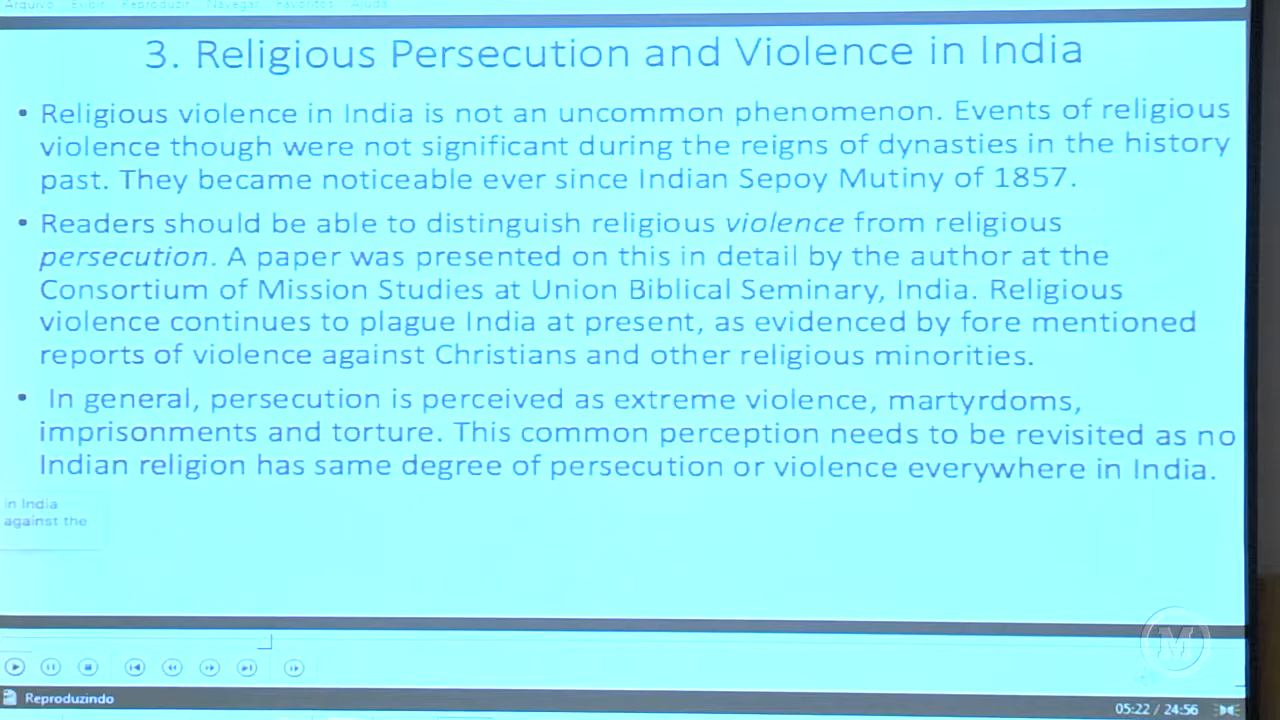 Arquivo Exibir Reproduzir Navegar Favoritos Ajuda
3. Religious Persecution and Violence in India
• Religious violence in India is not an uncommon phenomenon. Events of religious
violence though were not significant during the reigns of dynasties in the history
past. They became noticeable ever since Indian Sepoy Mutiny of 1857.
• Readers should be able to distinguish religious violence from religious
persecution. A paper was presented on this in detail by the author at the
Consortium of Mission Studies at Union Biblical Seminary, India. Religious
violence continues to plague India at present, as evidenced by fore mentioned
reports of violence against Christians and other religious minorities.
• In general, persecution is perceived as extreme violence, martyrdoms,
imprisonments and torture. This common perception needs to be revisited as no
Indian religion has same degree of persecution or violence everywhere in India.
in India
against the
M
Reproduzindo
05:22 / 24:56